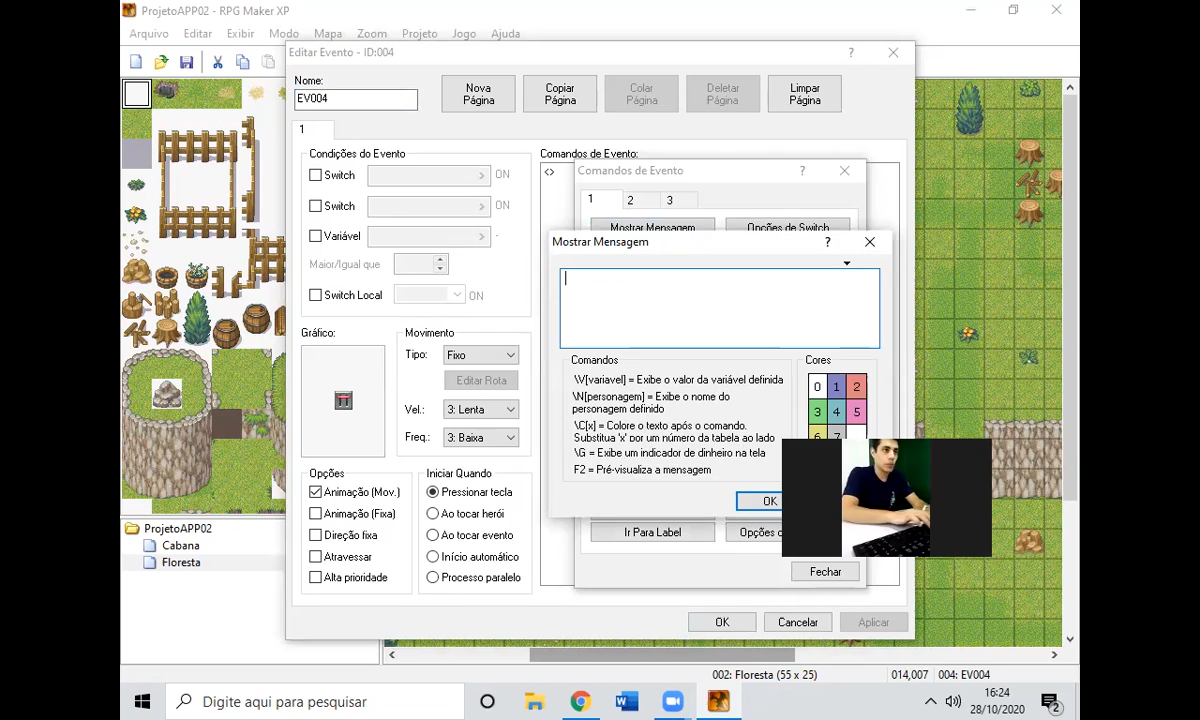 ProjetoAPP02 - RPG Maker XP
Arquivo Editar Exibir Modo Mapa Zoom Projeto Jogo Ajuda
Editar Evento - ID:004
Nome:
EV004
Nova Página
Copiar Página
Colar Página
Deletar Página
Limpar Página
1
Condições do Evento
Switch ON
Switch ON
Variável
Maior/Igual que
Switch Local ON
Gráfico:
Movimento
Tipo: Fixo
Editar Rota
Vel.: 3: Lenta
Freq.: 3: Baixa
Opções
Animação (Mov.)
Animação (Fixa)
Direção fixa
Atravessar
Alta prioridade
Iniciar Quando
Pressionar tecla
Ao tocar herói
Ao tocar evento
Início automático
Processo paralelo
Comandos de Evento:
<>
Comandos de Evento
1 2 3
Mostrar Mensagem Opções de Switch
Mostrar Mensagem
Comandos
\V[variavel] = Exibe o valor da variável definida
\N[personagem] = Exibe o nome do
personagem definido
\C[x] = Colore o texto após o comando.
Substitua 'x' por um número da tabela ao lado
\G = Exibe um indicador de dinheiro na tela
F2 = Pré-visualiza a mensagem
Cores
0 1 2
3 4 5
6 7
OK
Ir Para Label
Fechar
OK Cancelar Aplicar
ProjetoAPP02
Cabana
Floresta
002: Floresta (55 x 25) 014,007 004: EV004
Digite aqui para pesquisar
16:24
28/10/2020
2